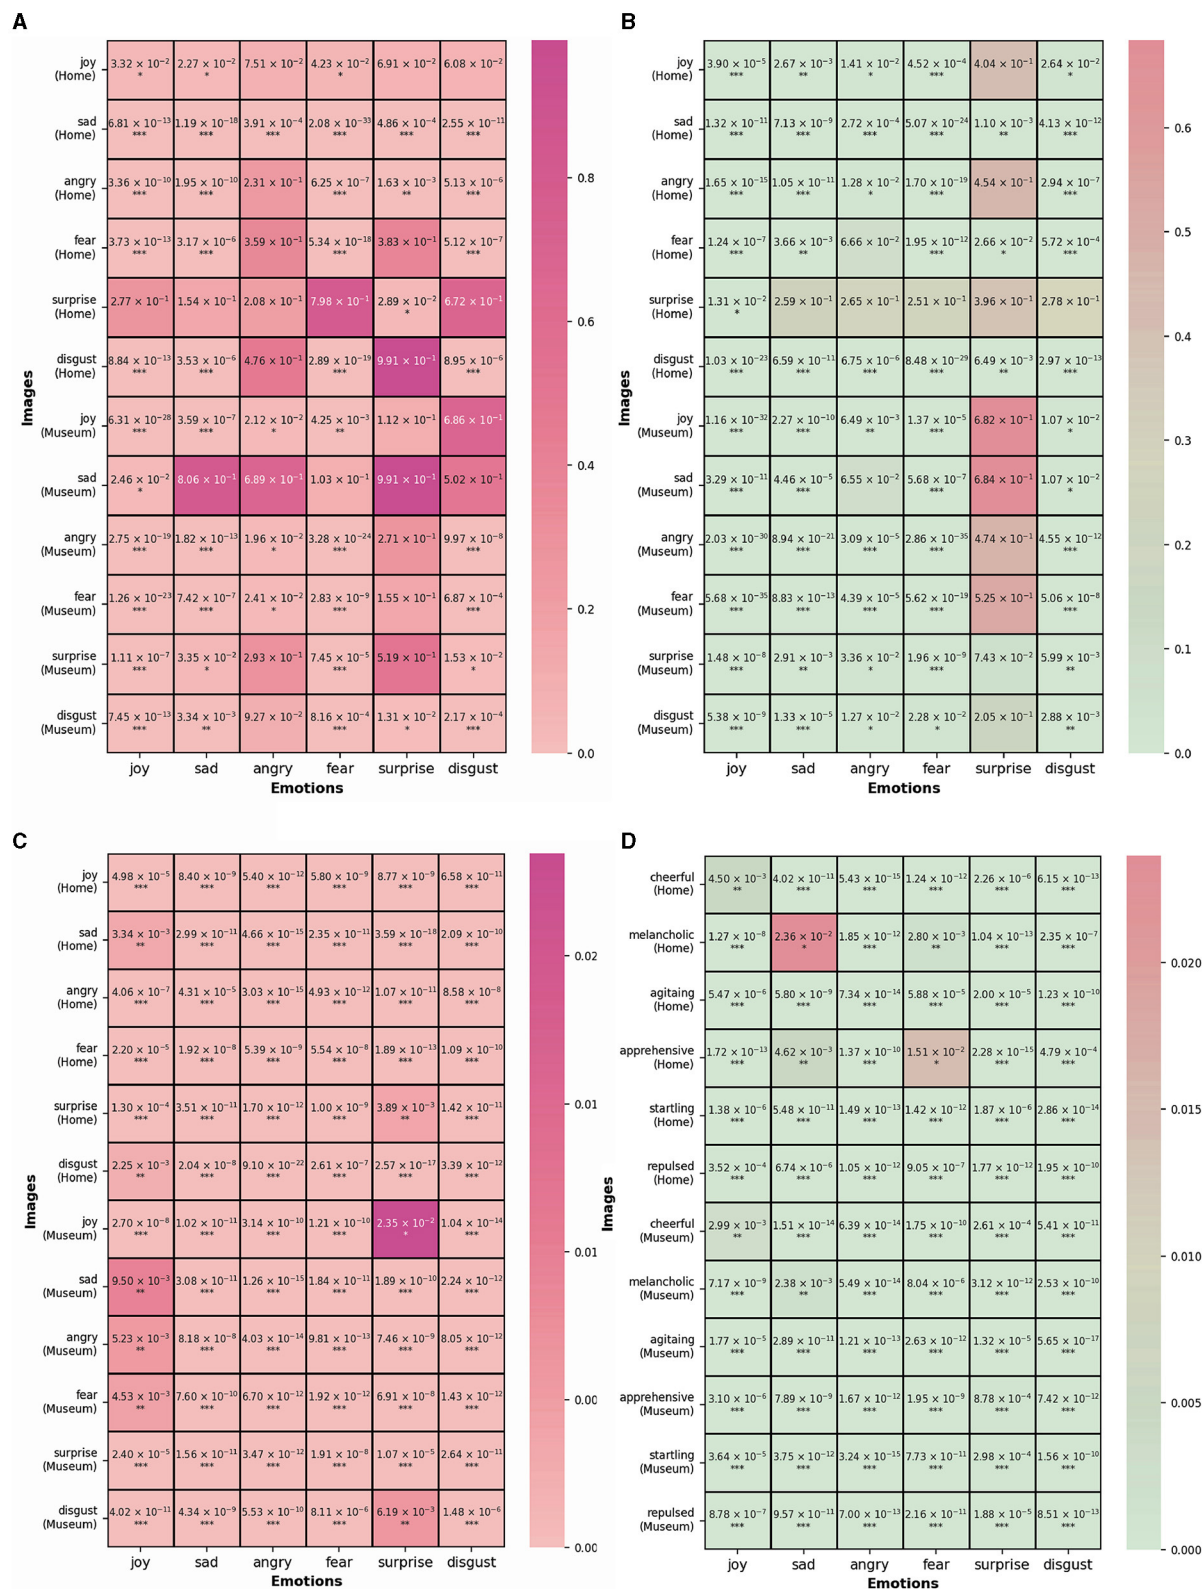 A
joy 3.32 × 10⁻² 2.27 × 10⁻² 7.51 × 10⁻² 4.23 × 10⁻² 6.91 × 10⁻² 6.08 × 10⁻²
(Home) * * *
sad 6.81 × 10⁻¹³ 1.19 × 10⁻¹⁸ 3.91 × 10⁻⁴ 2.08 × 10⁻³³ 4.86 × 10⁻⁴ 2.55 × 10⁻¹¹
(Home) *** *** *** *** *** ***
angry 3.36 × 10⁻¹⁰ 1.95 × 10⁻¹⁰ 2.31 × 10⁻¹ 6.25 × 10⁻⁷ 1.63 × 10⁻³ 5.13 × 10⁻⁶
(Home) *** *** *** ** ***
fear 3.73 × 10⁻¹³ 3.17 × 10⁻⁶ 3.59 × 10⁻¹ 5.34 × 10⁻¹⁸ 3.83 × 10⁻¹ 5.12 × 10⁻⁷
(Home) *** *** *** ***
surprise 2.77 × 10⁻¹ 1.54 × 10⁻¹ 2.08 × 10⁻¹ 7.98 × 10⁻¹ 2.89 × 10⁻² 6.72 × 10⁻¹
(Home) *
disgust 8.84 × 10⁻¹³ 3.53 × 10⁻⁶ 4.76 × 10⁻¹ 2.89 × 10⁻¹⁹ 9.91 × 10⁻¹ 8.95 × 10⁻⁶
(Home) *** *** *** ***
joy 6.31 × 10⁻²⁸ 3.59 × 10⁻⁷ 2.12 × 10⁻² 4.25 × 10⁻³ 1.12 × 10⁻¹ 6.86 × 10⁻¹
(Museum) *** *** * **
sad 2.46 × 10⁻² 8.06 × 10⁻¹ 6.89 × 10⁻¹ 1.03 × 10⁻¹ 9.91 × 10⁻¹ 5.02 × 10⁻¹
(Museum) *
angry 2.75 × 10⁻¹⁹ 1.82 × 10⁻¹³ 1.96 × 10⁻² 3.28 × 10⁻²⁴ 2.71 × 10⁻¹ 9.97 × 10⁻⁸
(Museum) *** *** * *** ***
fear 1.26 × 10⁻²³ 7.42 × 10⁻⁷ 2.41 × 10⁻² 2.83 × 10⁻⁹ 1.55 × 10⁻¹ 6.87 × 10⁻⁴
(Museum) *** *** * *** ***
surprise 1.11 × 10⁻⁷ 3.35 × 10⁻² 2.93 × 10⁻¹ 7.45 × 10⁻⁵ 5.19 × 10⁻¹ 1.53 × 10⁻²
(Museum) *** * *** *
disgust 7.45 × 10⁻¹³ 3.34 × 10⁻³ 9.27 × 10⁻² 8.16 × 10⁻⁴ 1.31 × 10⁻² 2.17 × 10⁻⁴
(Museum) *** ** *** * ***
joy sad angry fear surprise disgust
Emotions
Images
0.8
0.6
0.4
0.2
0.0
B
joy 3.90 × 10⁻⁵ 2.67 × 10⁻³ 1.41 × 10⁻² 4.52 × 10⁻⁴ 4.04 × 10⁻¹ 2.64 × 10⁻²
(Home) *** ** * *** *
sad 1.32 × 10⁻¹¹ 7.13 × 10⁻⁹ 2.72 × 10⁻⁴ 5.07 × 10⁻²⁴ 1.10 × 10⁻³ 4.13 × 10⁻¹²
(Home) *** *** *** *** ** ***
angry 1.65 × 10⁻¹⁵ 1.05 × 10⁻¹¹ 1.28 × 10⁻² 1.70 × 10⁻¹⁹ 4.54 × 10⁻¹ 2.94 × 10⁻⁷
(Home) *** *** * *** ***
fear 1.24 × 10⁻⁷ 3.66 × 10⁻³ 6.66 × 10⁻² 1.95 × 10⁻¹² 2.66 × 10⁻² 5.72 × 10⁻⁴
(Home) *** ** *** * ***
surprise 1.31 × 10⁻² 2.59 × 10⁻¹ 2.65 × 10⁻¹ 2.51 × 10⁻¹ 3.96 × 10⁻¹ 2.78 × 10⁻¹
(Home) *
disgust 1.03 × 10⁻²³ 6.59 × 10⁻¹¹ 6.75 × 10⁻⁶ 8.48 × 10⁻²⁹ 6.49 × 10⁻³ 2.97 × 10⁻¹³
(Home) *** *** *** *** ** ***
joy 1.16 × 10⁻³² 2.27 × 10⁻¹⁰ 6.49 × 10⁻³ 1.37 × 10⁻⁵ 6.82 × 10⁻¹ 1.07 × 10⁻²
(Museum) *** *** ** *** *
sad 3.29 × 10⁻¹¹ 4.46 × 10⁻⁵ 6.55 × 10⁻² 5.68 × 10⁻⁷ 6.84 × 10⁻¹ 1.07 × 10⁻²
(Museum) *** *** *** *
angry 2.03 × 10⁻³⁰ 8.94 × 10⁻²¹ 3.09 × 10⁻⁵ 2.86 × 10⁻³⁵ 4.74 × 10⁻¹ 4.55 × 10⁻¹²
(Museum) *** *** *** *** ***
fear 5.68 × 10⁻³⁵ 8.83 × 10⁻¹³ 4.39 × 10⁻⁵ 5.62 × 10⁻¹⁹ 5.25 × 10⁻¹ 5.06 × 10⁻⁸
(Museum) *** *** *** *** ***
surprise 1.48 × 10⁻⁸ 2.91 × 10⁻³ 3.36 × 10⁻² 1.96 × 10⁻⁹ 7.43 × 10⁻² 5.99 × 10⁻³
(Museum) *** ** * *** **
disgust 5.38 × 10⁻⁹ 1.33 × 10⁻⁵ 1.27 × 10⁻² 2.28 × 10⁻² 2.05 × 10⁻¹ 2.88 × 10⁻³
(Museum) *** *** * * **
joy sad angry fear surprise disgust
Emotions
Images
0.6
0.5
0.4
0.3
0.2
0.1
0.0
C
joy 4.98 × 10⁻⁵ 8.40 × 10⁻⁹ 5.40 × 10⁻¹² 5.80 × 10⁻⁹ 8.77 × 10⁻⁹ 6.58 × 10⁻¹¹
(Home) *** *** *** *** *** ***
sad 3.34 × 10⁻³ 2.99 × 10⁻¹¹ 4.66 × 10⁻¹⁵ 2.35 × 10⁻¹¹ 3.59 × 10⁻¹⁸ 2.09 × 10⁻¹⁰
(Home) ** *** *** *** *** ***
angry 4.06 × 10⁻⁷ 4.31 × 10⁻⁵ 3.03 × 10⁻¹⁵ 4.93 × 10⁻¹² 1.07 × 10⁻¹¹ 8.58 × 10⁻⁸
(Home) *** *** *** *** *** ***
fear 2.20 × 10⁻⁵ 1.92 × 10⁻⁸ 5.39 × 10⁻⁹ 5.54 × 10⁻⁸ 1.89 × 10⁻¹³ 1.09 × 10⁻¹⁰
(Home) *** *** *** *** *** ***
surprise 1.30 × 10⁻⁴ 3.51 × 10⁻¹¹ 1.70 × 10⁻¹² 1.00 × 10⁻⁹ 3.89 × 10⁻³ 1.42 × 10⁻¹¹
(Home) *** *** *** *** ** ***
disgust 2.25 × 10⁻³ 2.04 × 10⁻⁸ 9.10 × 10⁻²² 2.61 × 10⁻⁷ 2.57 × 10⁻¹⁷ 3.39 × 10⁻¹²
(Home) ** *** *** *** *** ***
joy 2.70 × 10⁻⁸ 1.02 × 10⁻¹¹ 3.14 × 10⁻¹⁰ 1.21 × 10⁻¹⁰ 2.35 × 10⁻² 1.04 × 10⁻¹⁴
(Museum) *** *** *** *** * ***
sad 9.50 × 10⁻³ 3.08 × 10⁻¹¹ 1.26 × 10⁻¹⁵ 1.84 × 10⁻¹¹ 1.89 × 10⁻¹⁰ 2.24 × 10⁻¹²
(Museum) ** *** *** *** *** ***
angry 5.23 × 10⁻³ 8.18 × 10⁻⁸ 4.03 × 10⁻¹⁴ 9.81 × 10⁻¹³ 7.46 × 10⁻⁹ 8.05 × 10⁻¹²
(Museum) ** *** *** *** *** ***
fear 4.53 × 10⁻³ 7.60 × 10⁻¹⁰ 6.70 × 10⁻¹² 1.92 × 10⁻¹² 6.91 × 10⁻⁸ 1.43 × 10⁻¹²
(Museum) ** *** *** *** *** ***
surprise 2.40 × 10⁻⁵ 1.56 × 10⁻¹¹ 3.47 × 10⁻¹² 1.91 × 10⁻⁸ 1.07 × 10⁻⁵ 2.64 × 10⁻¹¹
(Museum) *** *** *** *** *** ***
disgust 4.02 × 10⁻¹¹ 4.34 × 10⁻⁹ 5.53 × 10⁻¹⁰ 8.11 × 10⁻⁶ 6.19 × 10⁻³ 1.48 × 10⁻⁶
(Museum) *** *** *** *** ** ***
joy sad angry fear surprise disgust
Emotions
Images
0.02
0.01
0.01
0.00
0.00
D
cheerful 4.50 × 10⁻³ 4.02 × 10⁻¹¹ 5.43 × 10⁻¹⁵ 1.24 × 10⁻¹² 2.26 × 10⁻⁶ 6.15 × 10⁻¹³
(Home) ** *** *** *** *** ***
melancholic 1.27 × 10⁻⁸ 2.36 × 10⁻² 1.85 × 10⁻¹² 2.80 × 10⁻³ 1.04 × 10⁻¹³ 2.35 × 10⁻⁷
(Home) *** * *** ** *** ***
agitaing 5.47 × 10⁻⁶ 5.80 × 10⁻⁹ 7.34 × 10⁻¹⁴ 5.88 × 10⁻⁵ 2.00 × 10⁻⁵ 1.23 × 10⁻¹⁰
(Home) *** *** *** *** *** ***
apprehensive 1.72 × 10⁻¹³ 4.62 × 10⁻³ 1.37 × 10⁻¹⁰ 1.51 × 10⁻² 2.28 × 10⁻¹⁵ 4.79 × 10⁻⁴
(Home) *** ** *** * *** ***
startling 1.38 × 10⁻⁶ 5.48 × 10⁻¹¹ 1.49 × 10⁻¹³ 1.42 × 10⁻¹² 1.87 × 10⁻⁶ 2.86 × 10⁻¹⁴
(Home) *** *** *** *** *** ***
repulsed 3.52 × 10⁻⁴ 6.74 × 10⁻⁶ 1.05 × 10⁻¹² 9.05 × 10⁻⁷ 1.77 × 10⁻¹² 1.95 × 10⁻¹⁰
(Home) *** *** *** *** *** ***
cheerful 2.99 × 10⁻³ 1.51 × 10⁻¹⁴ 6.39 × 10⁻¹⁴ 1.75 × 10⁻¹⁰ 2.61 × 10⁻⁴ 5.41 × 10⁻¹¹
(Museum) ** *** *** *** *** ***
melancholic 7.17 × 10⁻⁹ 2.38 × 10⁻³ 5.49 × 10⁻¹⁴ 8.04 × 10⁻⁶ 3.12 × 10⁻¹² 2.53 × 10⁻¹⁰
(Museum) *** ** *** *** *** ***
agitaing 1.77 × 10⁻⁵ 2.89 × 10⁻¹¹ 1.21 × 10⁻¹³ 2.63 × 10⁻¹² 1.32 × 10⁻⁵ 5.65 × 10⁻¹⁷
(Museum) *** *** *** *** *** ***
apprehensive 3.10 × 10⁻⁶ 7.89 × 10⁻⁹ 1.67 × 10⁻¹² 1.95 × 10⁻⁹ 8.78 × 10⁻⁴ 7.42 × 10⁻¹²
(Museum) *** *** *** *** *** ***
startling 3.64 × 10⁻⁵ 3.75 × 10⁻¹² 3.24 × 10⁻¹⁵ 7.73 × 10⁻¹¹ 2.98 × 10⁻⁴ 1.56 × 10⁻¹⁰
(Museum) *** *** *** *** *** ***
repulsed 8.78 × 10⁻⁷ 9.57 × 10⁻¹¹ 7.00 × 10⁻¹³ 2.16 × 10⁻¹¹ 1.88 × 10⁻⁵ 8.51 × 10⁻¹³
(Museum) *** *** *** *** *** ***
joy sad angry fear surprise disgust
Emotions
Images
0.020
0.015
0.010
0.005
0.000